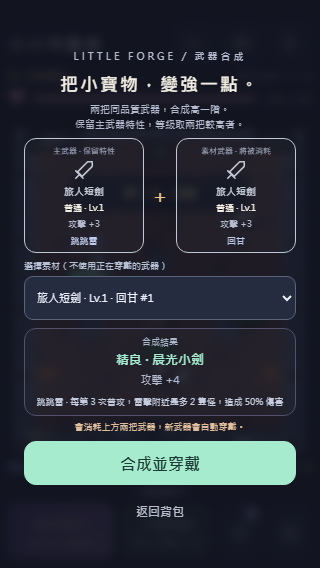 LITTLE FORGE / 武器合成
把小寶物·變強一點。
兩把同品質武器，合成高一階。
保留主武器特性，等級取兩把較高者。
主武器·保留特性
旅人短劍
普通·Lv.1
攻擊 +3
跳跳雷
+
素材武器·將被消耗
旅人短劍
普通·Lv.1
攻擊 +3
回甘
選擇素材（不使用正在穿戴的武器）
旅人短劍·Lv.1·回甘 #1
合成結果
精良·晨光小劍
攻擊 +4
跳跳雷·每第 3 次普攻，雷擊附近最多 2 隻怪，造成 50% 傷害
會消耗上方兩把武器，新武器會自動穿戴。
合成並穿戴
返回背包